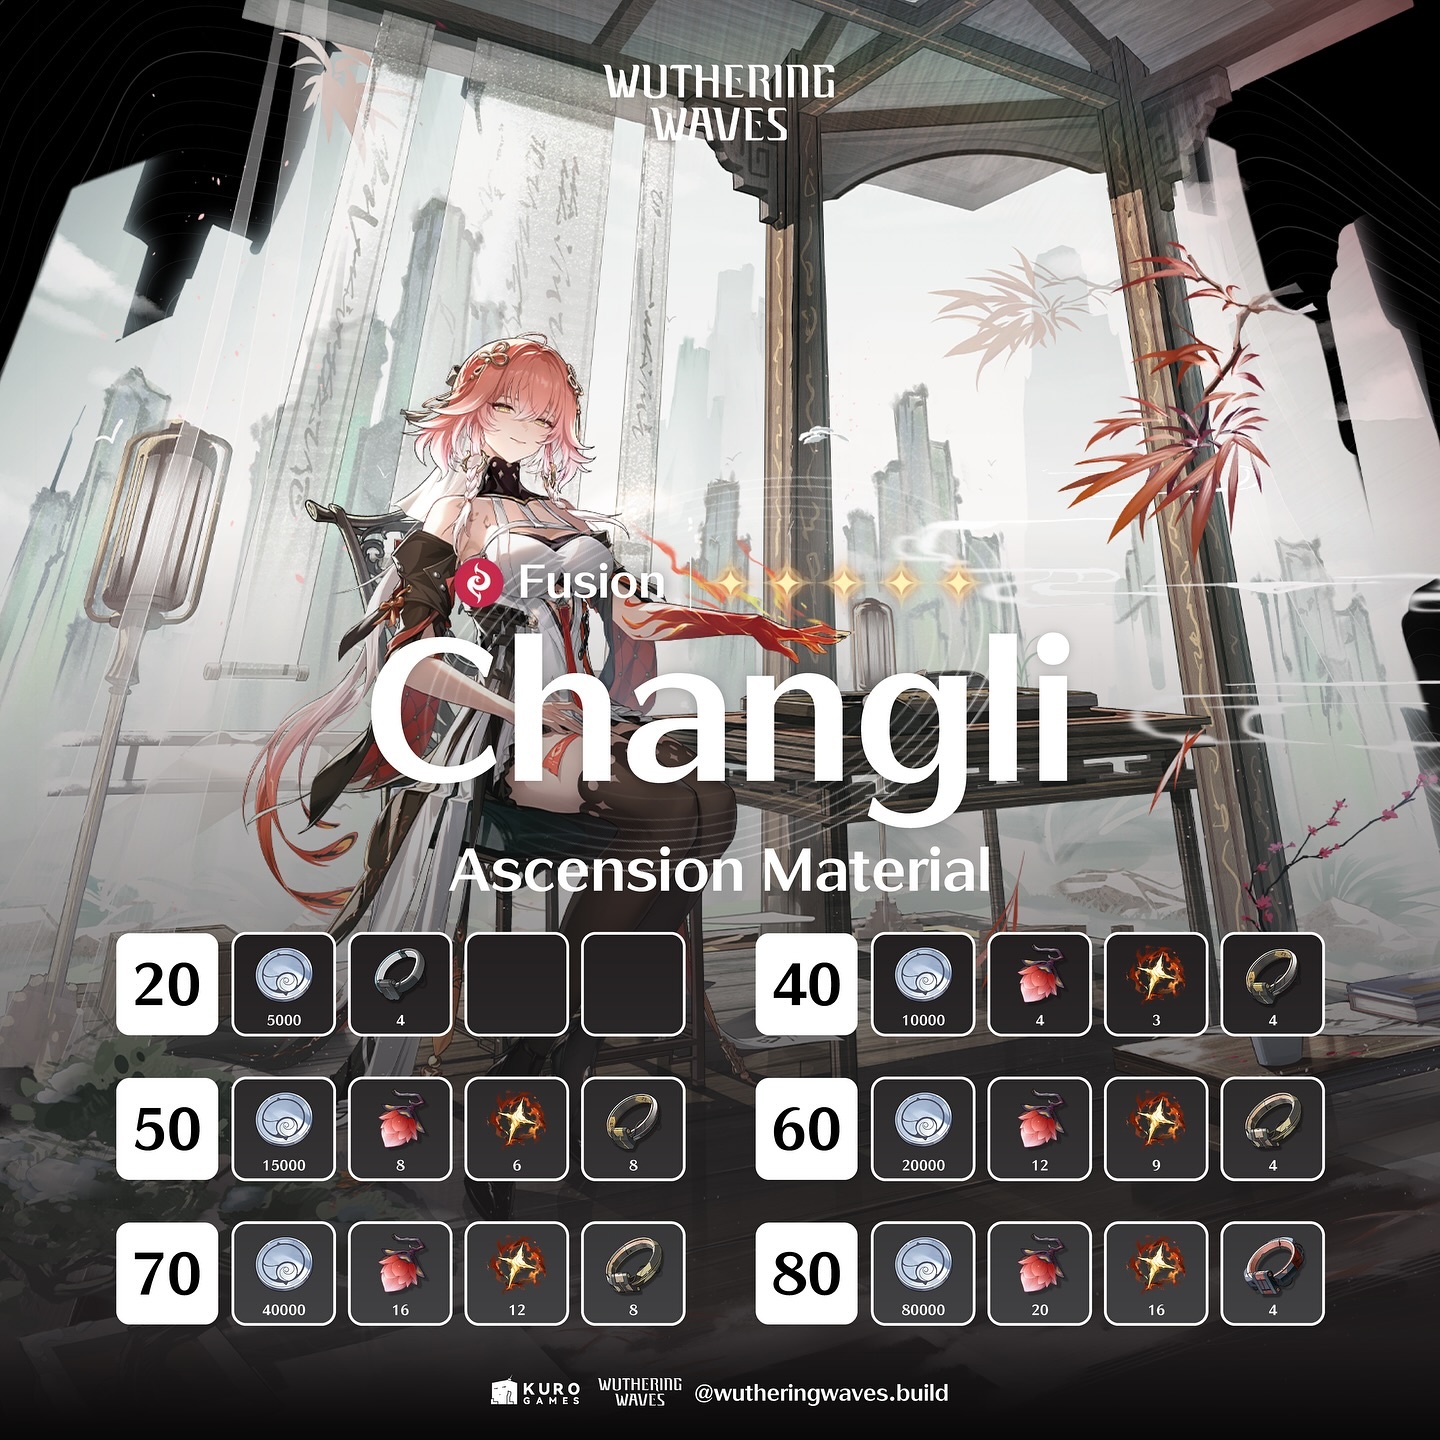 WUTHERING
WAVES
Fusion
Changli
Ascension Material
20 5000 4
40 10000 4 3 4
50 15000 8 6 8
60 20000 12 9 4
70 40000 16 12 8
80 80000 20 16 4
KURO GAMES WUTHERING WAVES @wutheringwaves.build